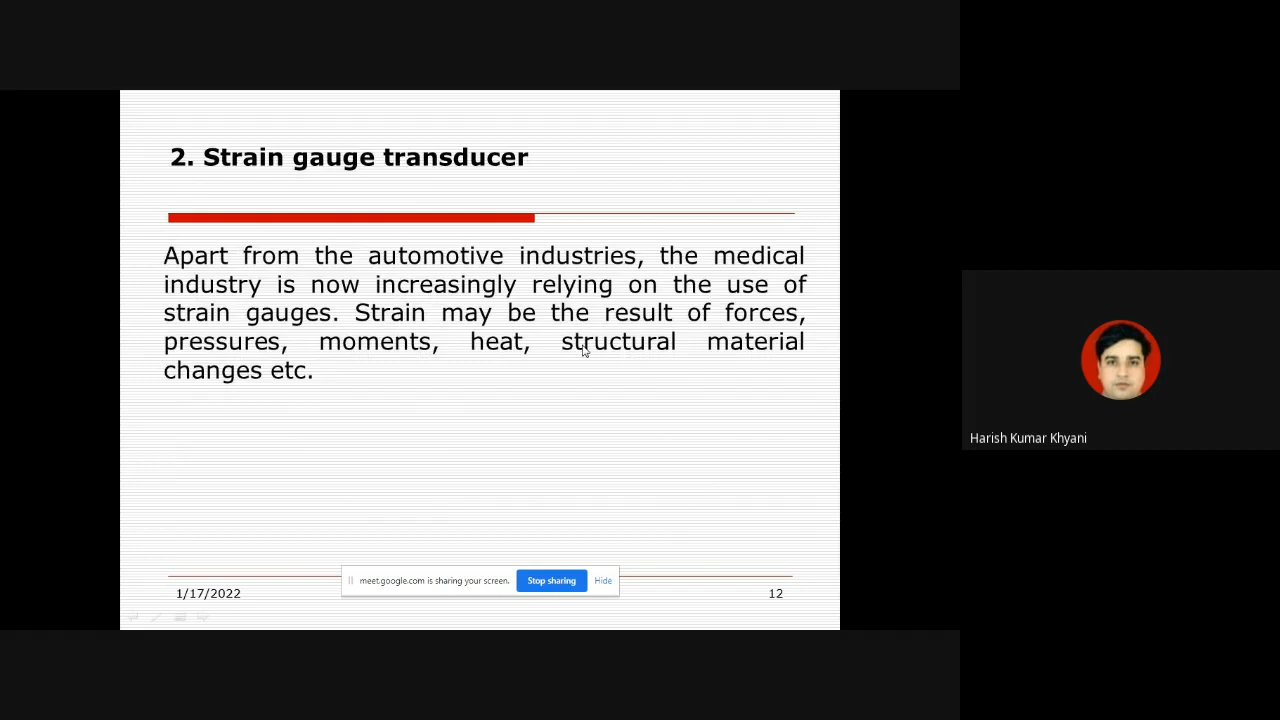 2. Strain gauge transducer
Apart from the automotive industries, the medical
industry is now increasingly relying on the use of
strain gauges. Strain may be the result of forces,
pressures, moments, heat, structural material
changes etc.
meet.google.com is sharing your screen. Stop sharing Hide
1/17/2022 12
Harish Kumar Khyani